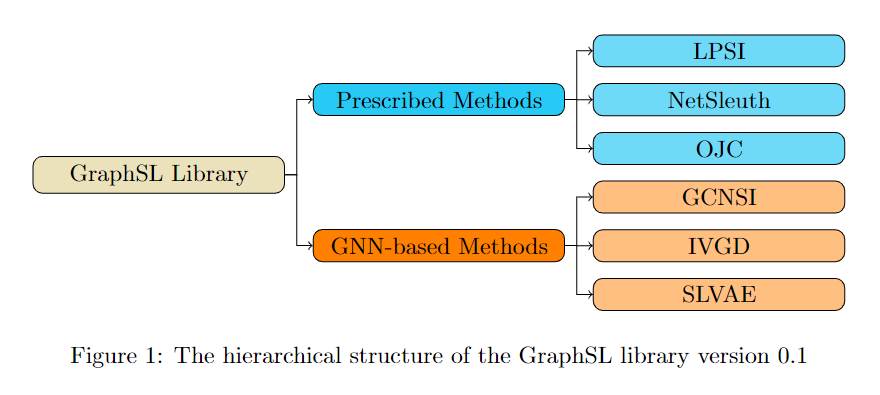 GraphSL Library
Prescribed Methods
LPSI
NetSleuth
OJC
GNN-based Methods
GCNSI
IVGD
SLVAE
Figure 1: The hierarchical structure of the GraphSL library version 0.1